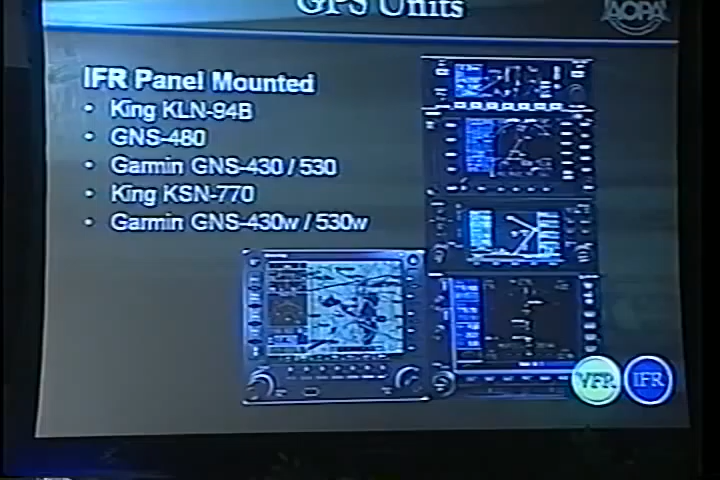 GPS Units
AOPA
IFR Panel Mounted
• King KLN-94B
• GNS-480
• Garmin GNS-430 / 530
• King KSN-770
• Garmin GNS-430w / 530w
VFR
IFR